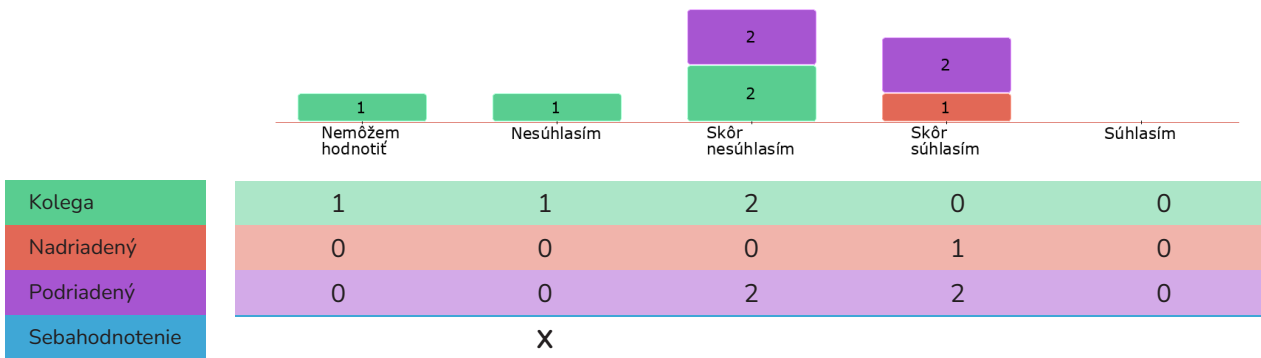 2
2
2
1
1
1
Nemôžem
hodnotiť
Nesúhlasím
Skôr
nesúhlasím
Skôr
súhlasím
Súhlasím
Kolega 1 1 2 0 0
Nadriadený 0 0 0 1 0
Podriadený 0 0 2 2 0
Sebahodnotenie x